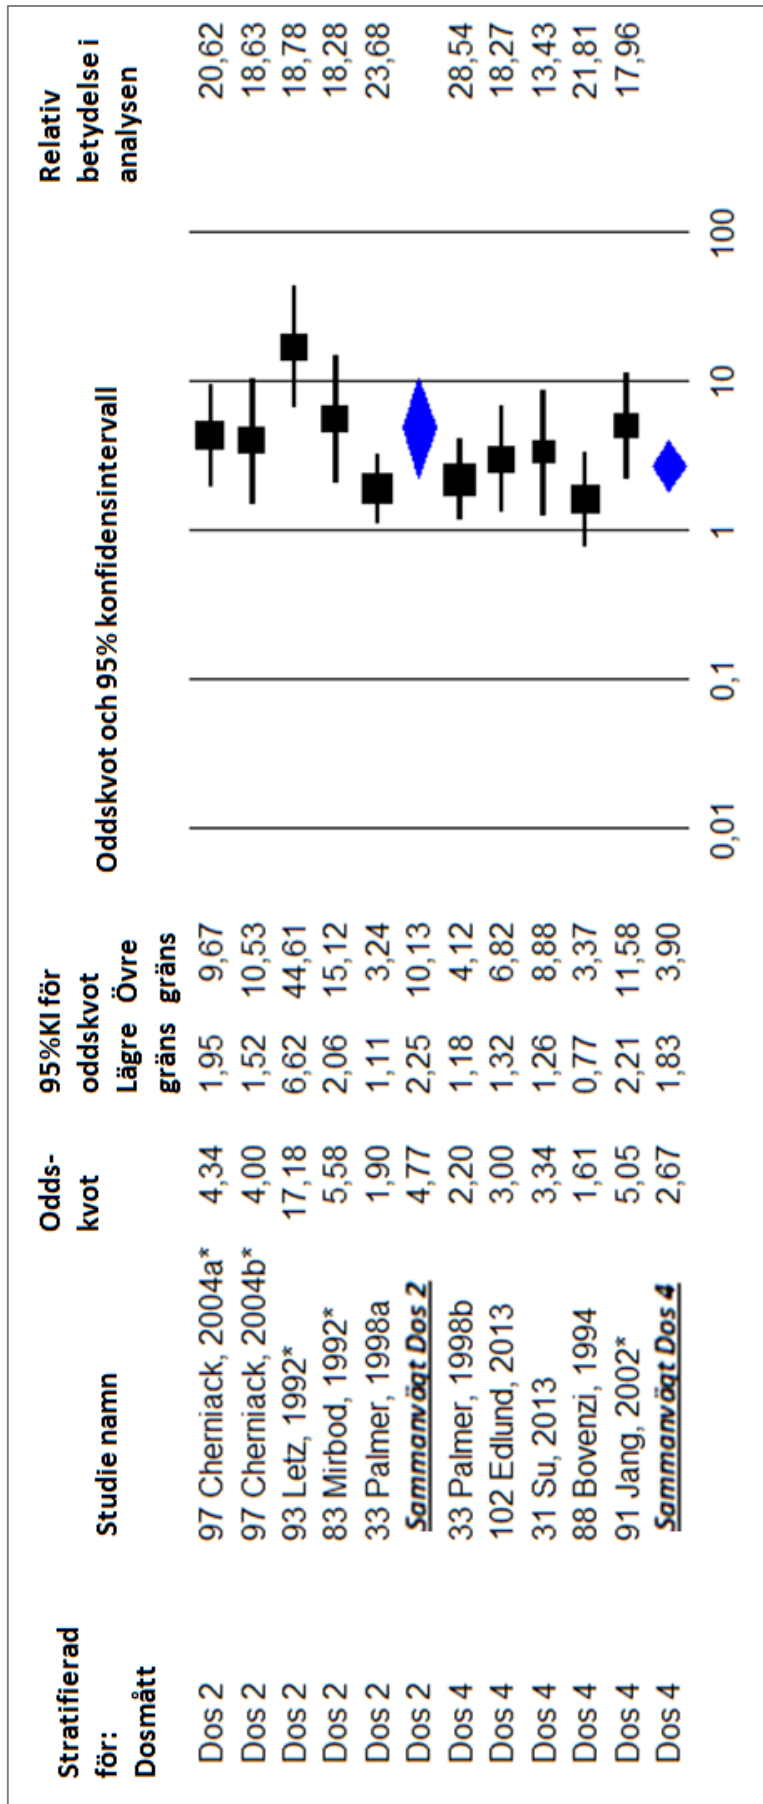 Stratifierad för: Dosmått
Studie namn
Odds-kvot
95%KI för oddskvot
Lägre gräns Övre gräns
Oddskvot och 95% konfidensintervall
Relativ betydelse i analysen
Dos 2 97 Cherniack, 2004a* 4,34 1,95 9,67 20,62
Dos 2 97 Cherniack, 2004b* 4,00 1,52 10,53 18,63
Dos 2 93 Letz, 1992* 17,18 6,62 44,61 18,78
Dos 2 83 Mirbod, 1992* 5,58 2,06 15,12 18,28
Dos 2 33 Palmer, 1998a 1,90 1,11 3,24 23,68
Dos 2 Sammanvägt Dos 2 4,77 2,25 10,13
Dos 4 33 Palmer, 1998b 2,20 1,18 4,12 28,54
Dos 4 102 Edlund, 2013 3,00 1,32 6,82 18,27
Dos 4 31 Su, 2013 3,34 1,26 8,88 13,43
Dos 4 88 Bovenzi, 1994 1,61 0,77 3,37 21,81
Dos 4 91 Jang, 2002* 5,05 2,21 11,58 17,96
Dos 4 Sammanvägt Dos 4 2,67 1,83 3,90
0,01 0,1 1 10 100